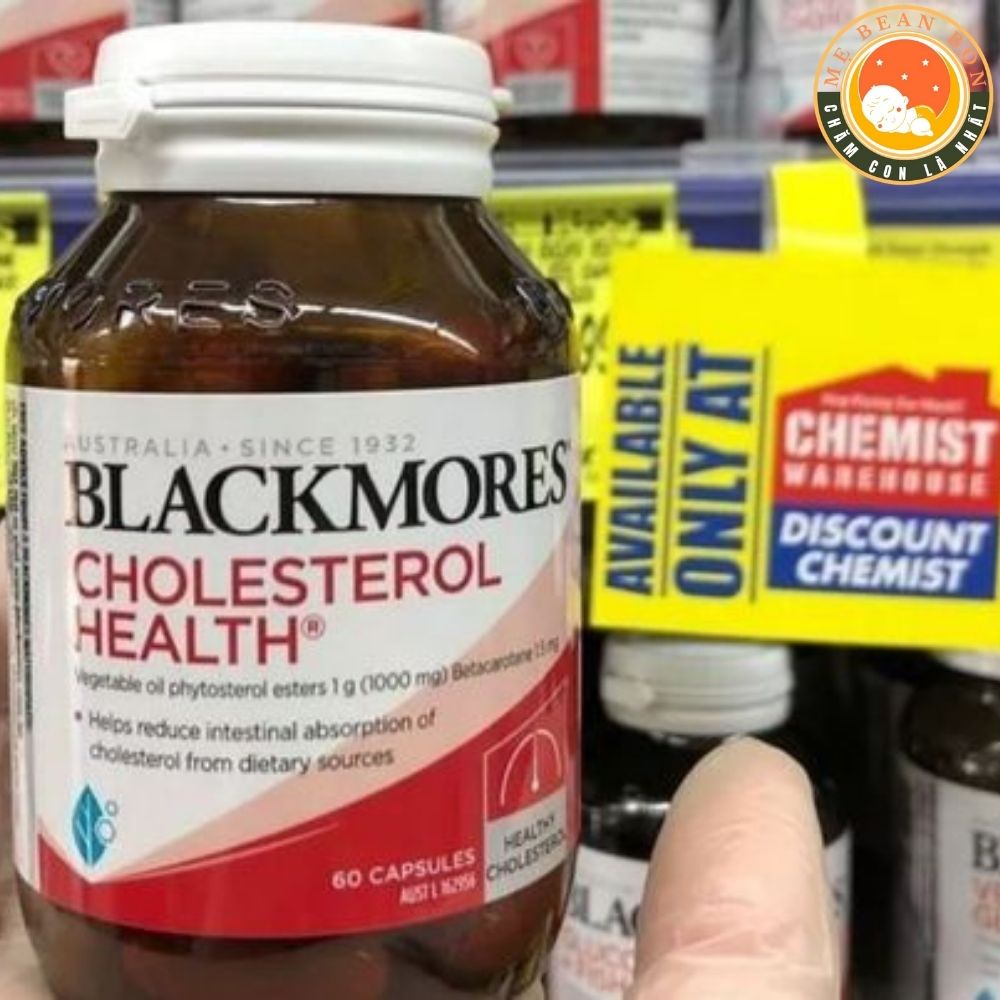 MẸ BEAN BON
CHĂM CON LÀ NHẤT
AUSTRALIA • SINCE 1932
BLACKMORES
CHOLESTEROL
HEALTH®
Vegetable oil phytosterol esters 1 g (1000 mg) Betacarotene 1.5 mg
• Helps reduce intestinal absorption of
cholesterol from dietary sources
HEALTHY
CHOLESTEROL
60 CAPSULES
AUST L 162956
AVAILABLE
ONLY AT
CHEMIST
WAREHOUSE
DISCOUNT
CHEMIST